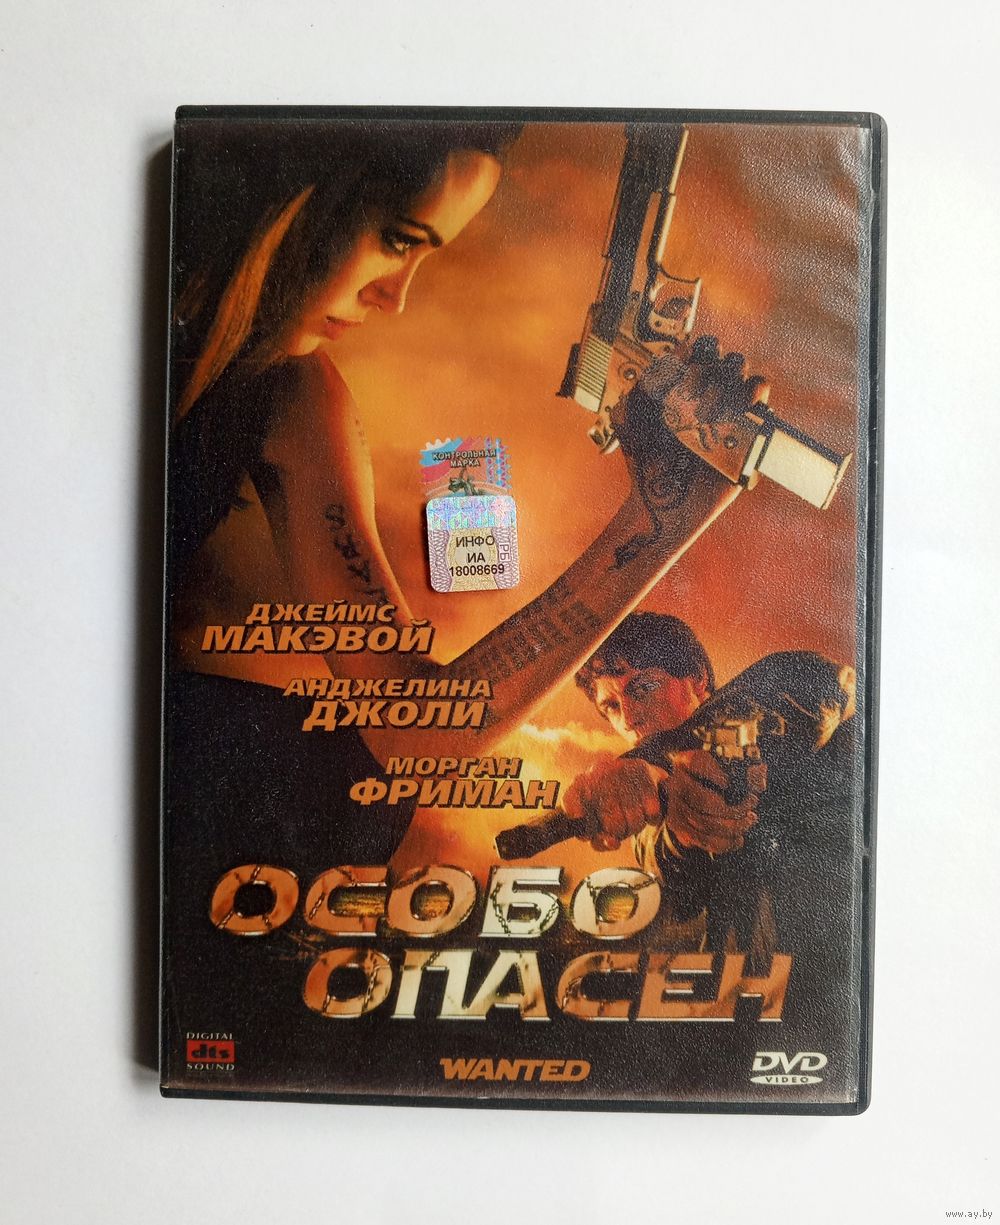 КОНТРОЛЬНАЯ
МАРКА
ИНФО
ИА
18008669
ДЖЕЙМС
МАКЭВОЙ
АНДЖЕЛИНА
ДЖОЛИ
МОРГАН
ФРИМАН
ОСОБО
ОПАСЕН
DIGITAL
dts
SOUND
WANTED
DVD
VIDEO
www.ay.by